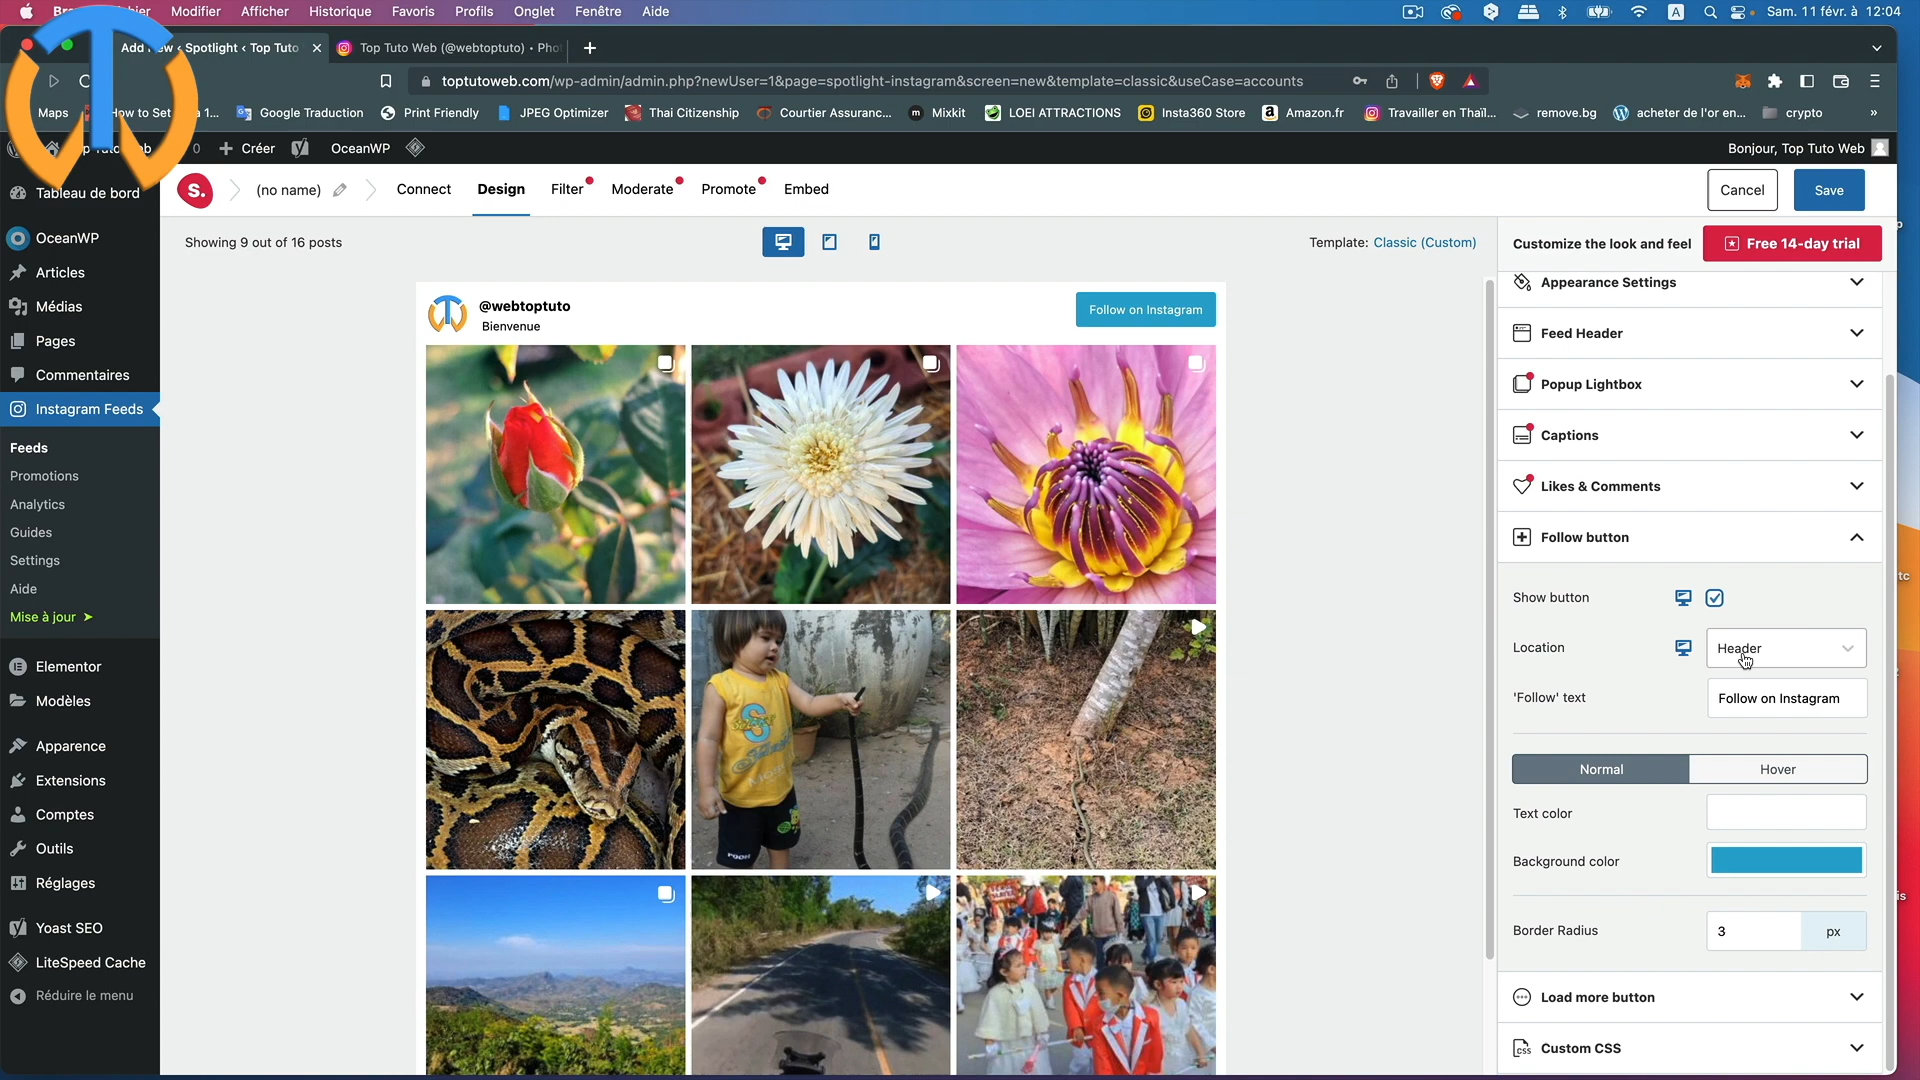 Modifier Afficher Historique Favoris Profils Onglet Fenêtre Aide
A Sam. 11 févr. à 12:04
Spotlight ‹ Top Tuto
Top Tuto Web (@webtoptuto) • Pho
toptutoweb.com/wp-admin/admin.php?newUser=1&page=spotlight-instagram&screen=new&template=classic&useCase=accounts
Maps
How to Set
Google Traduction
Print Friendly
JPEG Optimizer
Thai Citizenship
Courtier Assuranc...
Mixkit
LOEI ATTRACTIONS
Insta360 Store
Amazon.fr
Travailler en Thaïl...
remove.bg
acheter de l'or en...
crypto
»
0
Créer
OceanWP
Bonjour, Top Tuto Web
Tableau de bord
OceanWP
Articles
Médias
Pages
Commentaires
Instagram Feeds
Feeds
Promotions
Analytics
Guides
Settings
Aide
Mise à jour ➤
Elementor
Modèles
Apparence
Extensions
Comptes
Outils
Réglages
Yoast SEO
LiteSpeed Cache
Réduire le menu
S.
(no name)
Connect
Design
Filter
Moderate
Promote
Embed
Cancel
Save
Showing 9 out of 16 posts
Template: Classic (Custom)
@webtoptuto
Bienvenue
Follow on Instagram
Customize the look and feel
Free 14-day trial
Appearance Settings
Feed Header
Popup Lightbox
Captions
Likes & Comments
Follow button
Show button
Location
Header
'Follow' text
Follow on Instagram
Normal
Hover
Text color
Background color
Border Radius
3
px
Load more button
Custom CSS